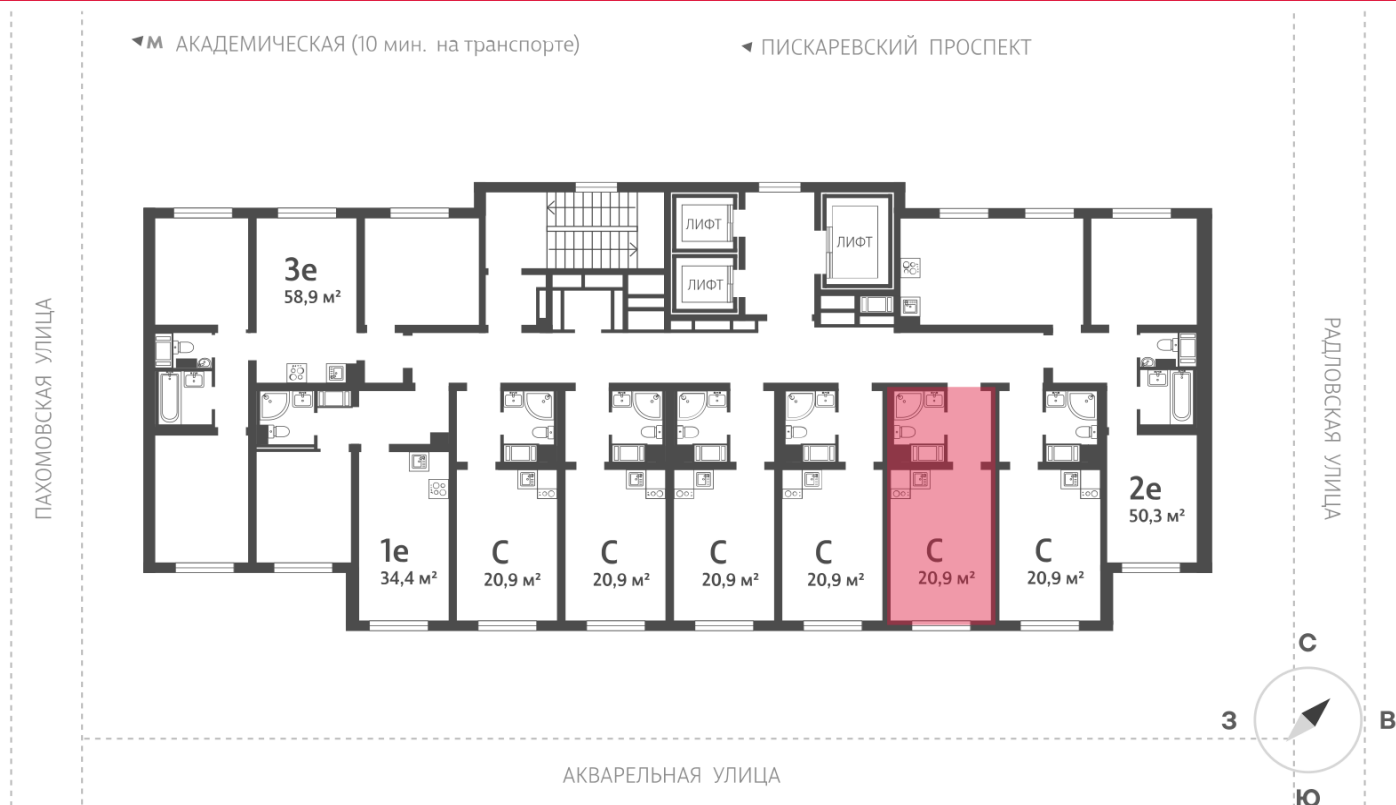 М АКАДЕМИЧЕСКАЯ (10 мин. на транспорте)
ПИСКАРЕВСКИЙ ПРОСПЕКТ
ЛИФТ
ЛИФТ
ЛИФТ
3е
58,9 м²
ПАХОМОВСКАЯ УЛИЦА
РАДЛОВСКАЯ УЛИЦА
2е
50,3 м²
1е
34,4 м²
С
20,9 м²
С
20,9 м²
С
20,9 м²
С
20,9 м²
С
20,9 м²
С
20,9 м²
С
З
В
Ю
АКВАРЕЛЬНАЯ УЛИЦА